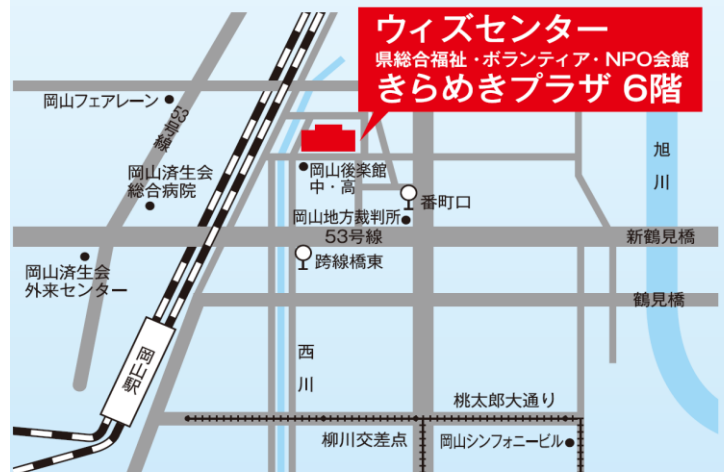 ウィズセンター
県総合福祉・ボランティア・NPO会館
きらめきプラザ 6階
岡山フェアレーン
53号線
旭川
岡山済生会
総合病院
岡山後楽館
中・高
番町口
岡山地方裁判所
53号線
新鶴見橋
跨線橋東
岡山済生会
外来センター
鶴見橋
岡山駅
西川
桃太郎大通り
柳川交差点
岡山シンフォニービル